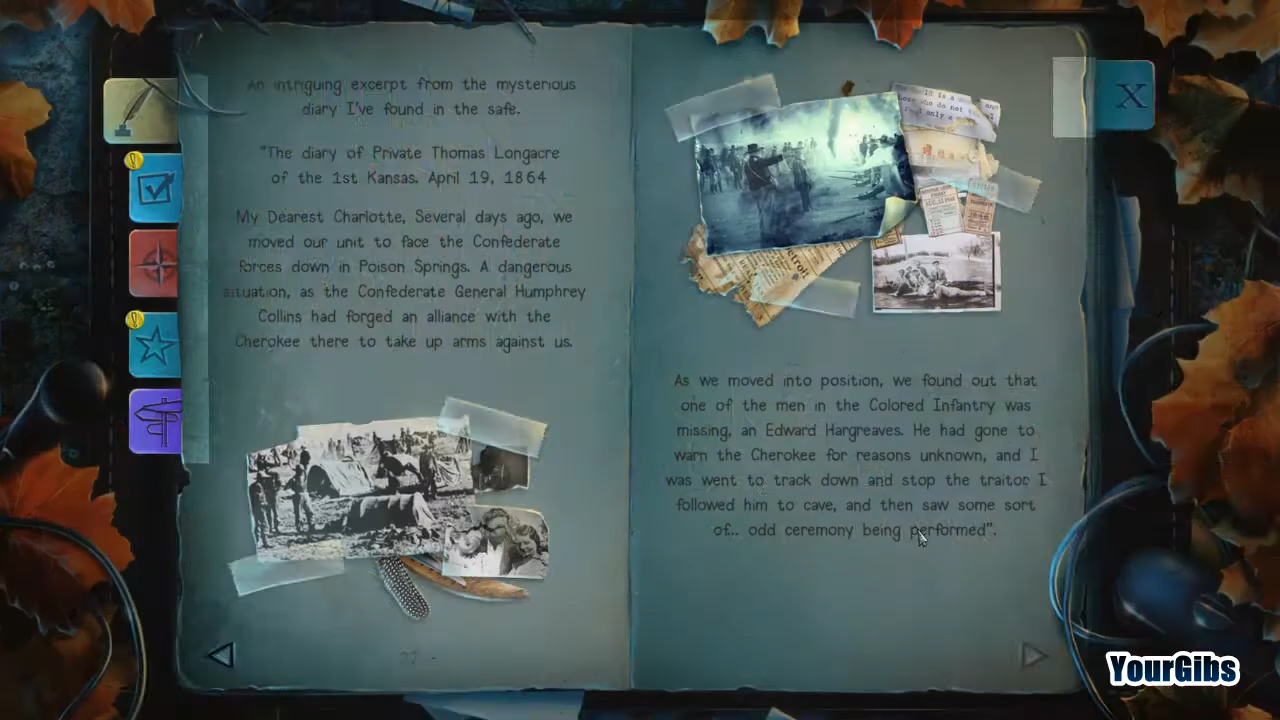 An intriguing excerpt from the mysterious
diary I've found in the safe.
"The diary of Private Thomas Longacre
of the 1st Kansas. April 19, 1864
My Dearest Charlotte, Several days ago, we
moved our unit to face the Confederate
forces down in Poison Springs. A dangerous
situation, as the Confederate General Humphrey
Collins had forged an alliance with the
Cherokee there to take up arms against us.
As we moved into position, we found out that
one of the men in the Colored Infantry was
missing, an Edward Hargreaves. He had gone to
warn the Cherokee for reasons unknown, and I
was went to track down and stop the traitor. I
followed him to cave, and then saw some sort
of.. odd ceremony being performed".
X
YourGibs